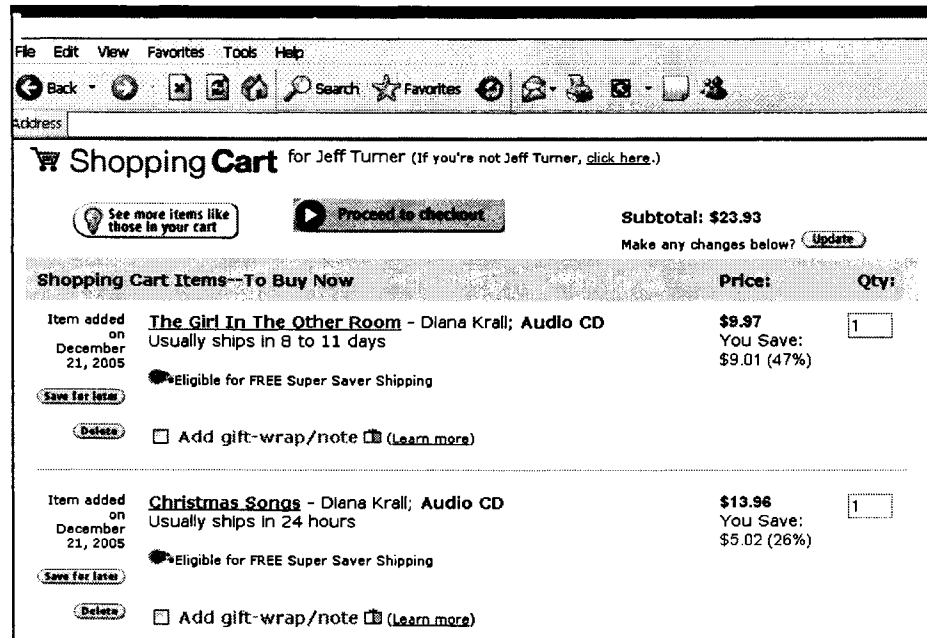 File Edit View Favorites Tools Help
Back Search Favorites
Address
Shopping Cart for Jeff Turner (If you're not Jeff Turner, click here.)
See more items like
those in your cart
Proceed to checkout
Subtotal: $23.93
Make any changes below? Update
Shopping Cart Items--To Buy Now Price: Qty:
Item added
on
December
21, 2005
The Girl In The Other Room - Diana Krall; Audio CD
Usually ships in 8 to 11 days
Eligible for FREE Super Saver Shipping
$9.97
You Save:
$9.01 (47%)
1
Save for later
Delete
Add gift-wrap/note (Learn more)
Item added
on
December
21, 2005
Christmas Songs - Diana Krall; Audio CD
Usually ships in 24 hours
Eligible for FREE Super Saver Shipping
$13.96
You Save:
$5.02 (26%)
1
Save for later
Delete
Add gift-wrap/note (Learn more)